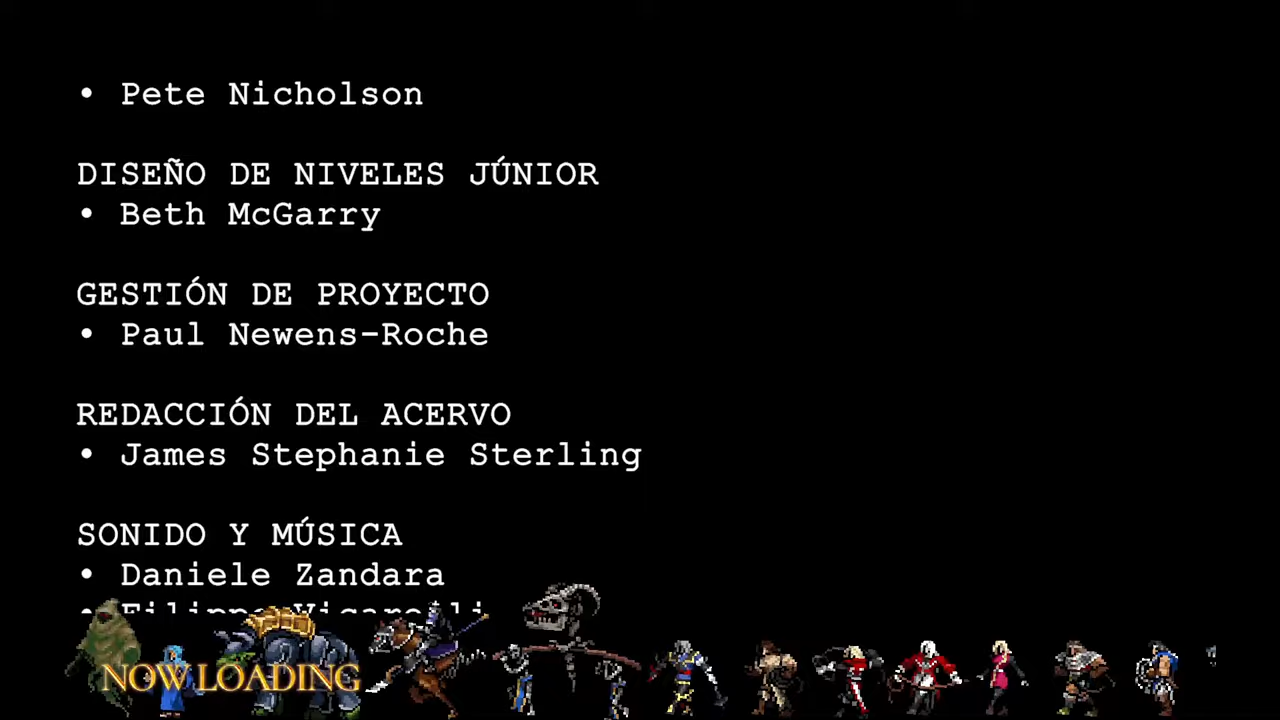 • Pete Nicholson
DISEÑO DE NIVELES JÚNIOR
• Beth McGarry
GESTIÓN DE PROYECTO
• Paul Newens-Roche
REDACCIÓN DEL ACERVO
• James Stephanie Sterling
SONIDO Y MÚSICA
• Daniele Zandara
NOW LOADING